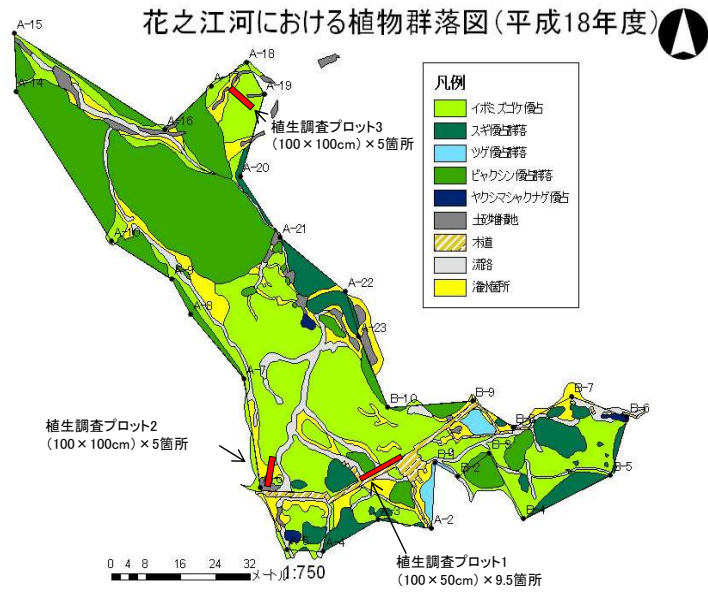 花之江河における植物群落図(平成18年度)
A-15
A-18
A-14
A-19
凡例
イボミズゴケ優占
スギ優占群落
ツゲ優占群落
ビャクシン優占群落
ヤクシマシャクナゲ優占
土砂堆積地
木道
流路
湛水箇所
A-16
植生調査プロット3
(100×100cm)×5箇所
A-20
A-21
A-9
A-22
A-8
A-23
A-7
B-10
B-9
B-7
B-6
植生調査プロット2
(100×100cm)×5箇所
B-2
B-5
B-4
A-2
A-4
植生調査プロット1
(100×50cm)×9.5箇所
0 4 8 16 24 32
メートル
1:750